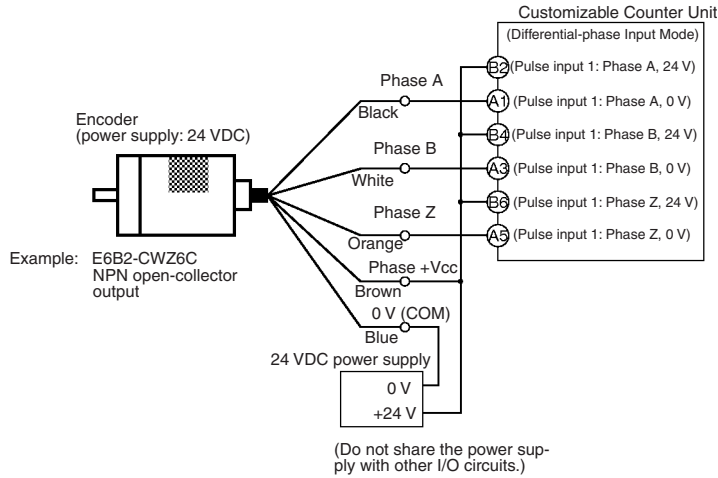 Customizable Counter Unit
(Differential-phase Input Mode)
B2 (Pulse input 1: Phase A, 24 V)
Phase A
A1 (Pulse input 1: Phase A, 0 V)
Black
Encoder
(power supply: 24 VDC)
B4 (Pulse input 1: Phase B, 24 V)
Phase B
A3 (Pulse input 1: Phase B, 0 V)
White
B6 (Pulse input 1: Phase Z, 24 V)
Phase Z
A5 (Pulse input 1: Phase Z, 0 V)
Orange
Example: E6B2-CWZ6C
NPN open-collector
output
Phase +Vcc
Brown
0 V (COM)
Blue
24 VDC power supply
0 V
+24 V
(Do not share the power sup-
ply with other I/O circuits.)